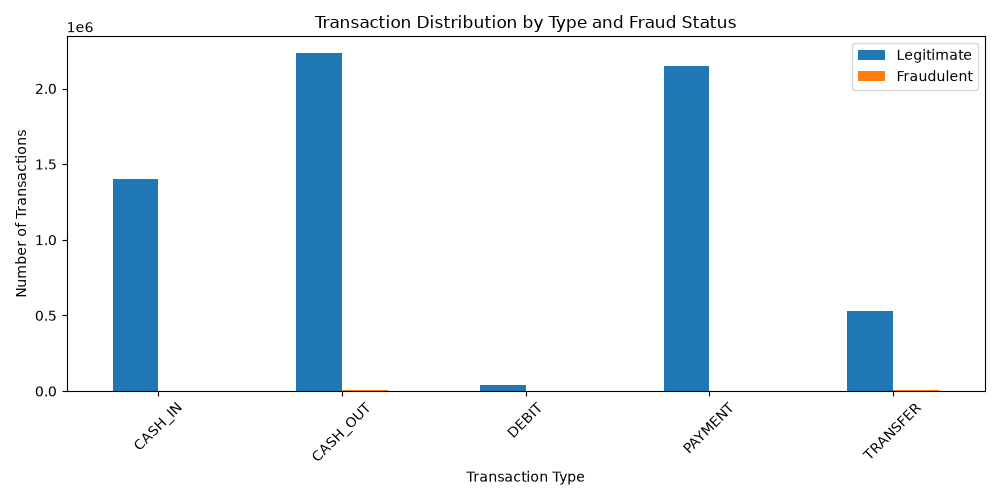 Transaction Distribution by Type and Fraud Status
1e6
Legitimate
Fraudulent
2.0
1.5
1.0
0.5
0.0
Number of Transactions
CASH_IN
CASH_OUT
DEBIT
PAYMENT
TRANSFER
Transaction Type